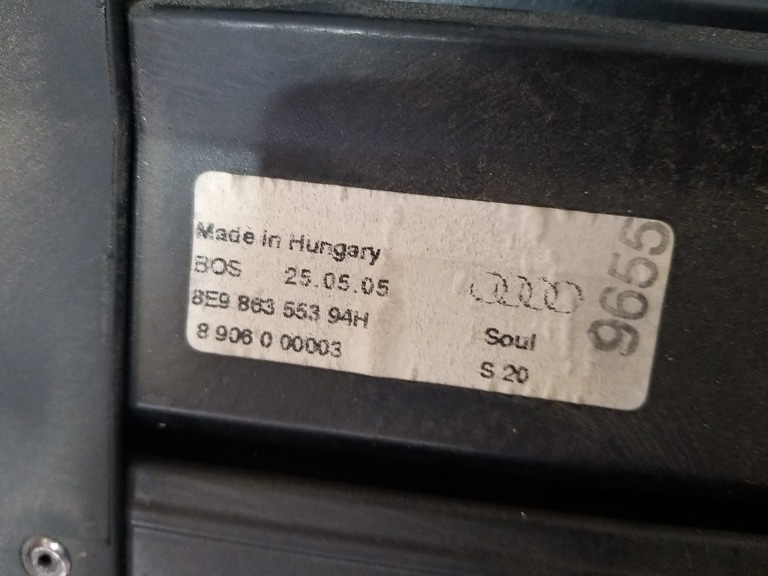 Made in Hungary
BOS 25.05.05
8E9 863 553 94H
8 906 0 00003
Soul
S 20
9655